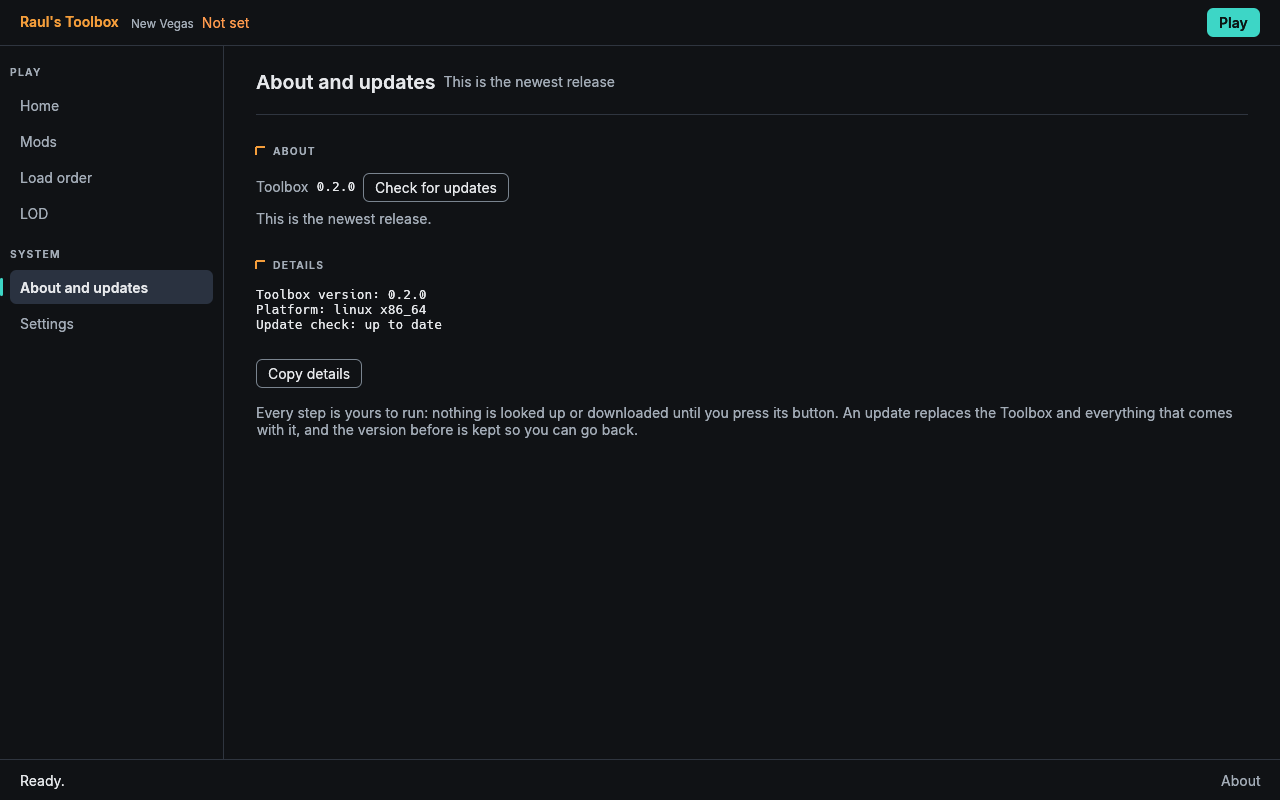 Raul's Toolbox New Vegas Not set Play
PLAY
Home
Mods
Load order
LOD
SYSTEM
About and updates
Settings
About and updates This is the newest release
ABOUT
Toolbox 0.2.0 Check for updates
This is the newest release.
DETAILS
Toolbox version: 0.2.0
Platform: linux x86_64
Update check: up to date
Copy details
Every step is yours to run: nothing is looked up or downloaded until you press its button. An update replaces the Toolbox and everything that comes
with it, and the version before is kept so you can go back.
Ready. About